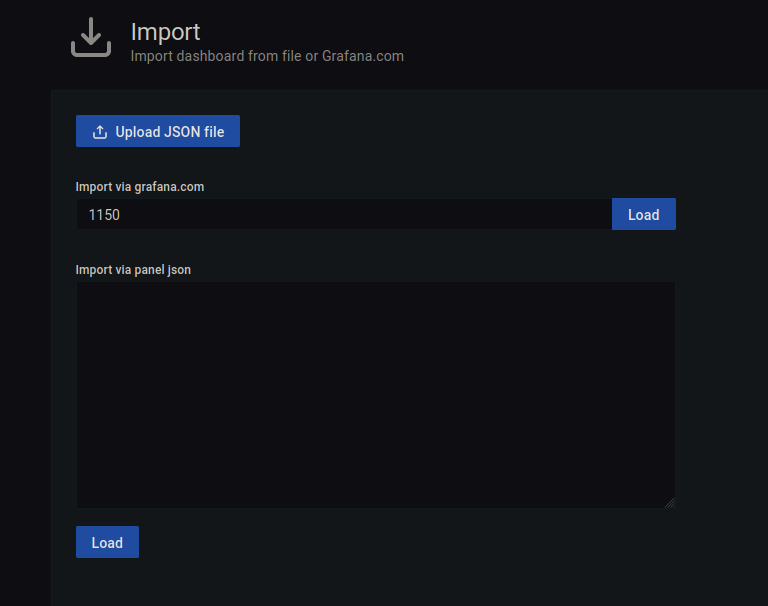 Import
Import dashboard from file or Grafana.com
Upload JSON file
Import via grafana.com
1150
Load
Import via panel json
Load